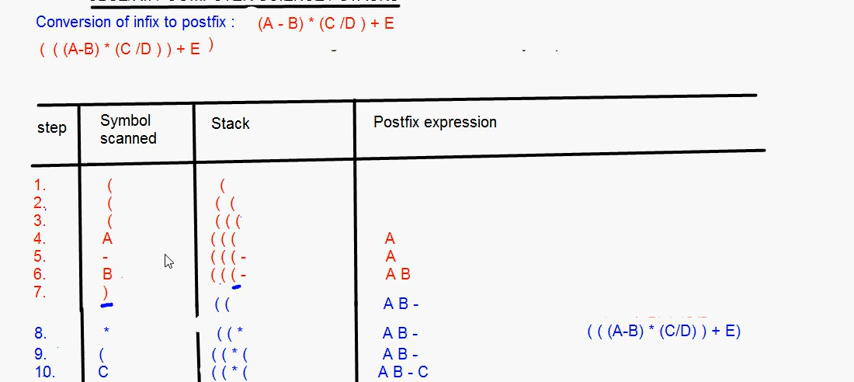 Conversion of infix to postfix : (A - B) * (C /D ) + E
( ( (A-B) * (C /D ) ) + E )
step Symbol scanned Stack Postfix expression
1. ( (
2. ( ( (
3. ( ( ( (
4. A ( ( ( A
5. - ( ( ( - A
6. B ( ( ( - A B
7. ) ( ( A B -
8. * ( ( * A B - ( ( (A-B) * (C/D) ) + E)
9. ( ( ( * ( A B -
10. C ( ( * ( A B - C